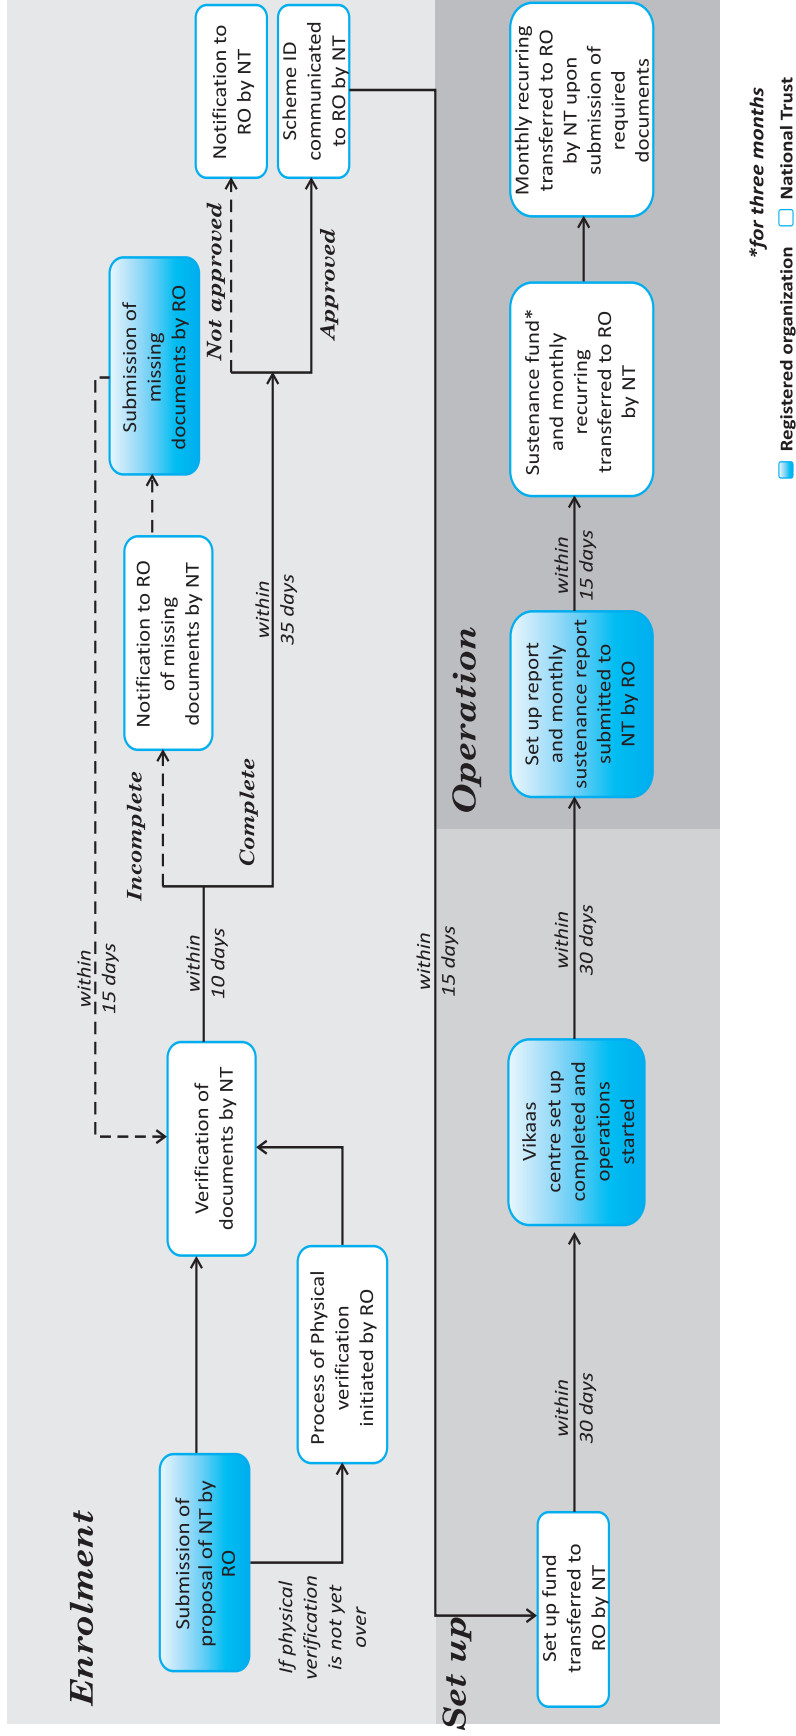 Enrolment
Submission of
proposal of NT by
RO
If physical
verification
is not yet
over
Process of Physical
verification
initiated by RO
Verification of
documents by NT
within
15 days
within
10 days
Incomplete
Complete
Notification to RO
of missing
documents by NT
Submission of
missing
documents by RO
within
35 days
Not approved
Approved
Notification to
RO by NT
Scheme ID
communicated
to RO by NT
within
15 days
Set up
Set up fund
transferred to
RO by NT
within
30 days
Vikaas
centre set up
completed and
operations
started
within
30 days
Operation
Set up report
and monthly
sustenance report
submitted to
NT by RO
within
15 days
Sustenance fund*
and monthly
recurring
transferred to RO
by NT
Monthly recurring
transferred to RO
by NT upon
submission of
required
documents
*for three months
Registered organization
National Trust